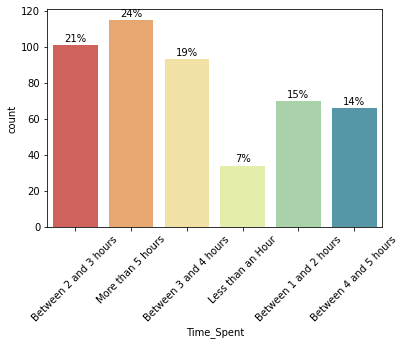 120
100
80
60
40
20
0
count
21%
24%
19%
7%
15%
14%
Between 2 and 3 hours
More than 5 hours
Between 3 and 4 hours
Less than an Hour
Between 1 and 2 hours
Between 4 and 5 hours
Time_Spent